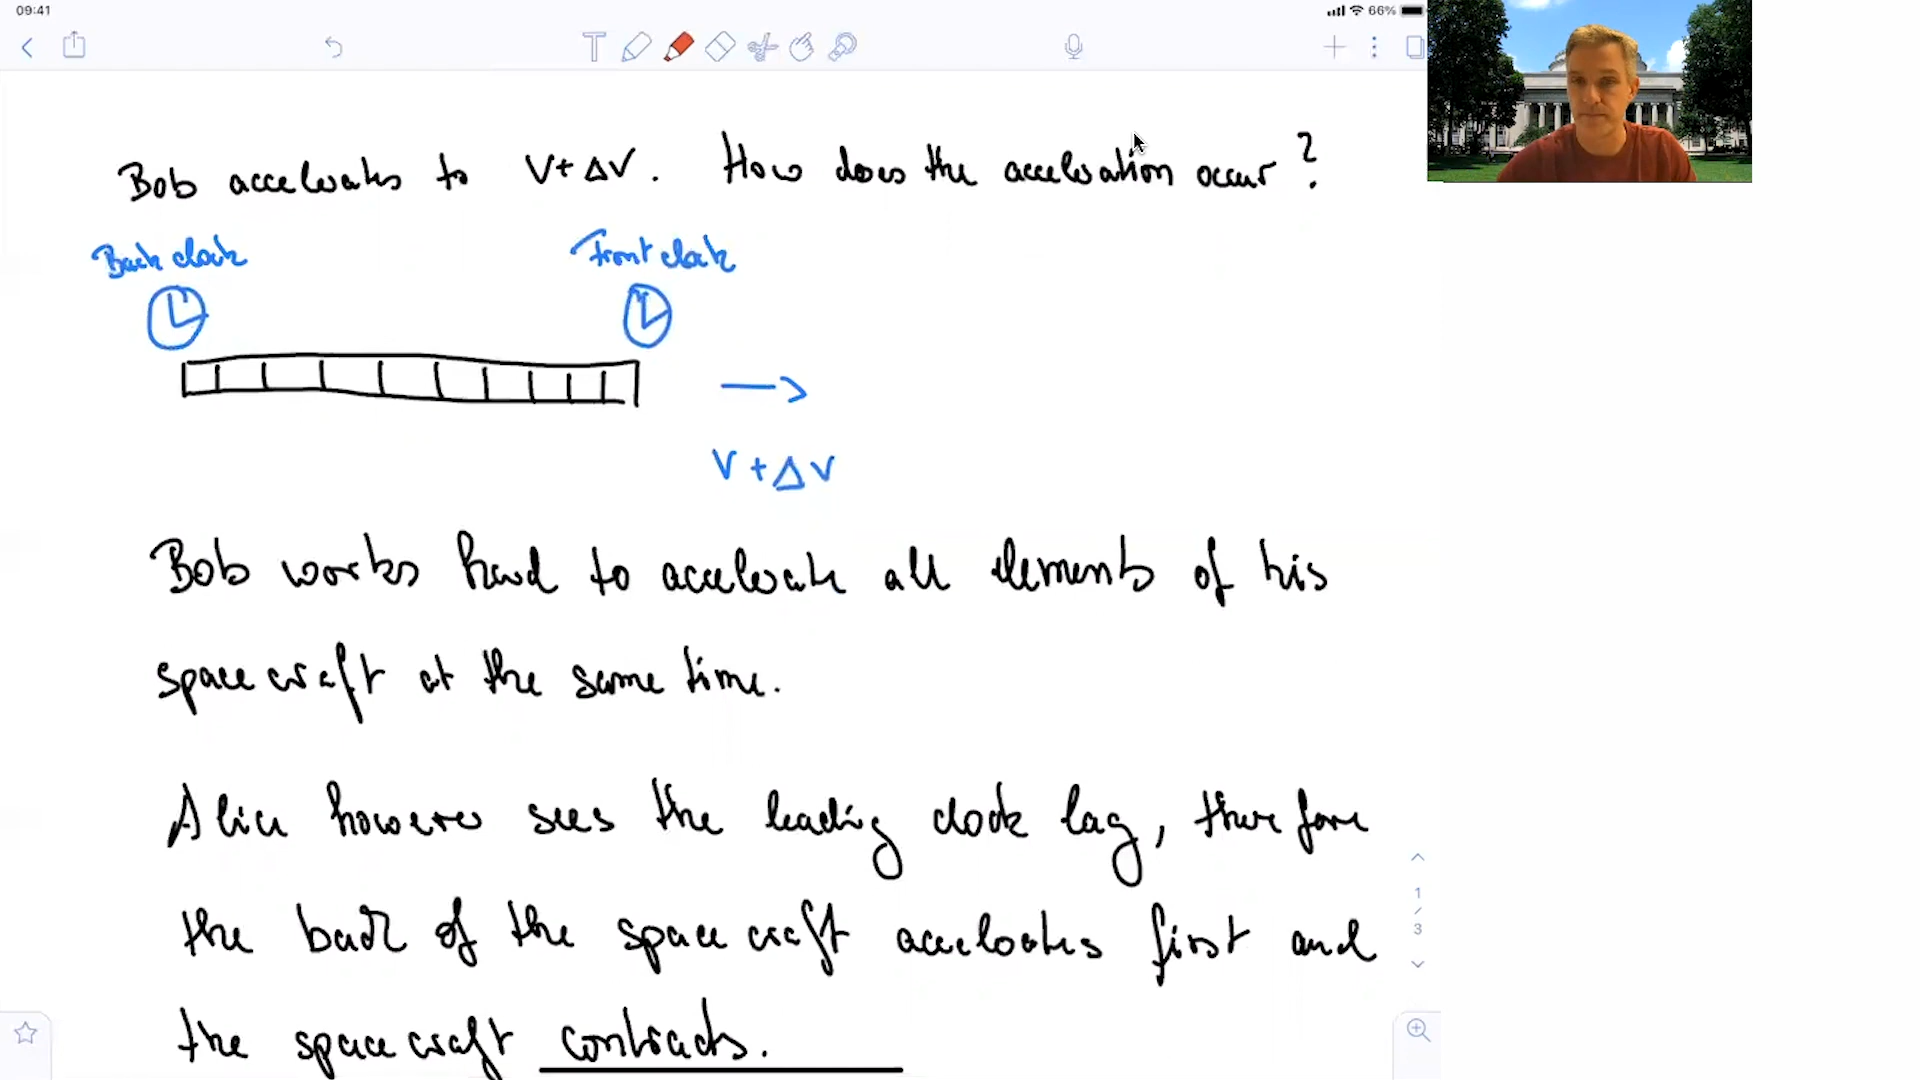 09:41
66%
Bob accelerates to V+ΔV. How does the acceleration occur?
Back clock
Front clock
V+ΔV
Bob works hard to accelerate all elements of his
spacecraft at the same time.
Alice however sees the leading clock lag, therefore
the back of the spacecraft accelerates first and
the spacecraft contracts.
1
/
3